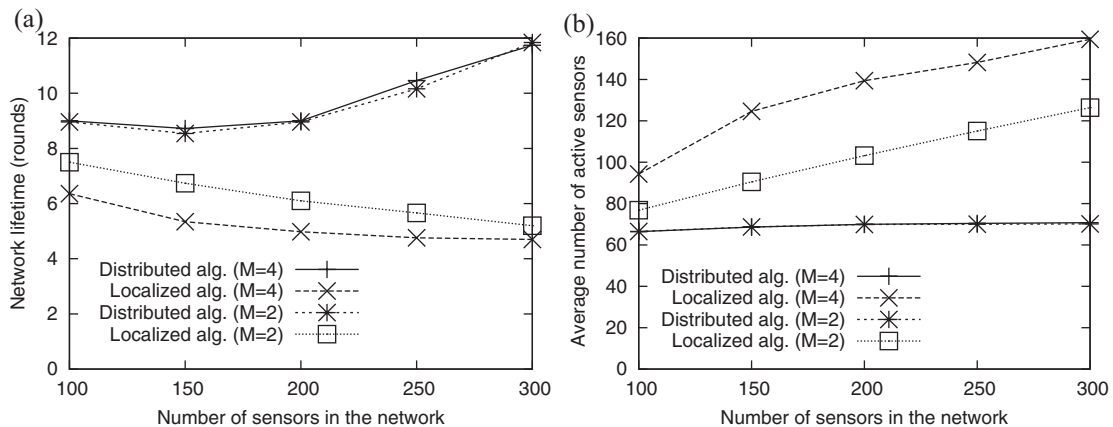 (a)
12
10
8
6
4
2
0
Network lifetime (rounds)
Distributed alg. (M=4)
Localized alg. (M=4)
Distributed alg. (M=2)
Localized alg. (M=2)
100 150 200 250 300
Number of sensors in the network
(b)
160
140
120
100
80
60
40
20
0
Average number of active sensors
Distributed alg. (M=4)
Localized alg. (M=4)
Distributed alg. (M=2)
Localized alg. (M=2)
100 150 200 250 300
Number of sensors in the network